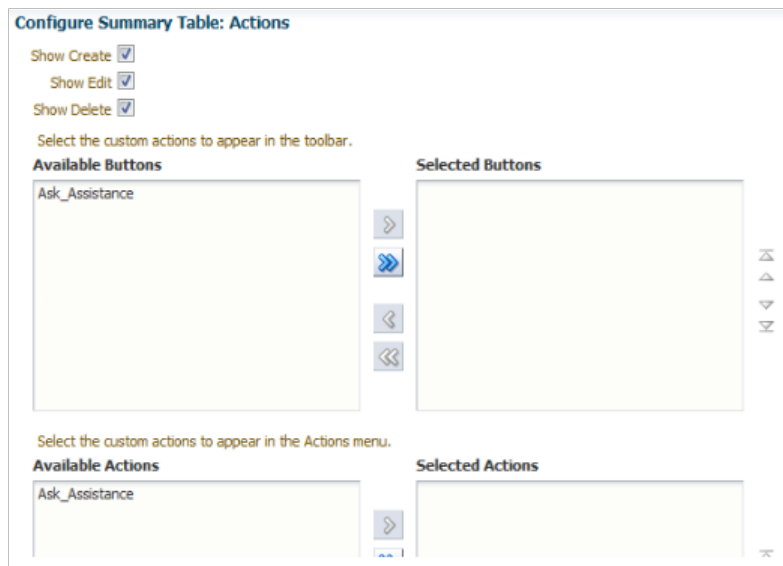 Configure Summary Table: Actions
Show Create
Show Edit
Show Delete
Select the custom actions to appear in the toolbar.
Available Buttons
Selected Buttons
Ask_Assistance
Select the custom actions to appear in the Actions menu.
Available Actions
Selected Actions
Ask_Assistance